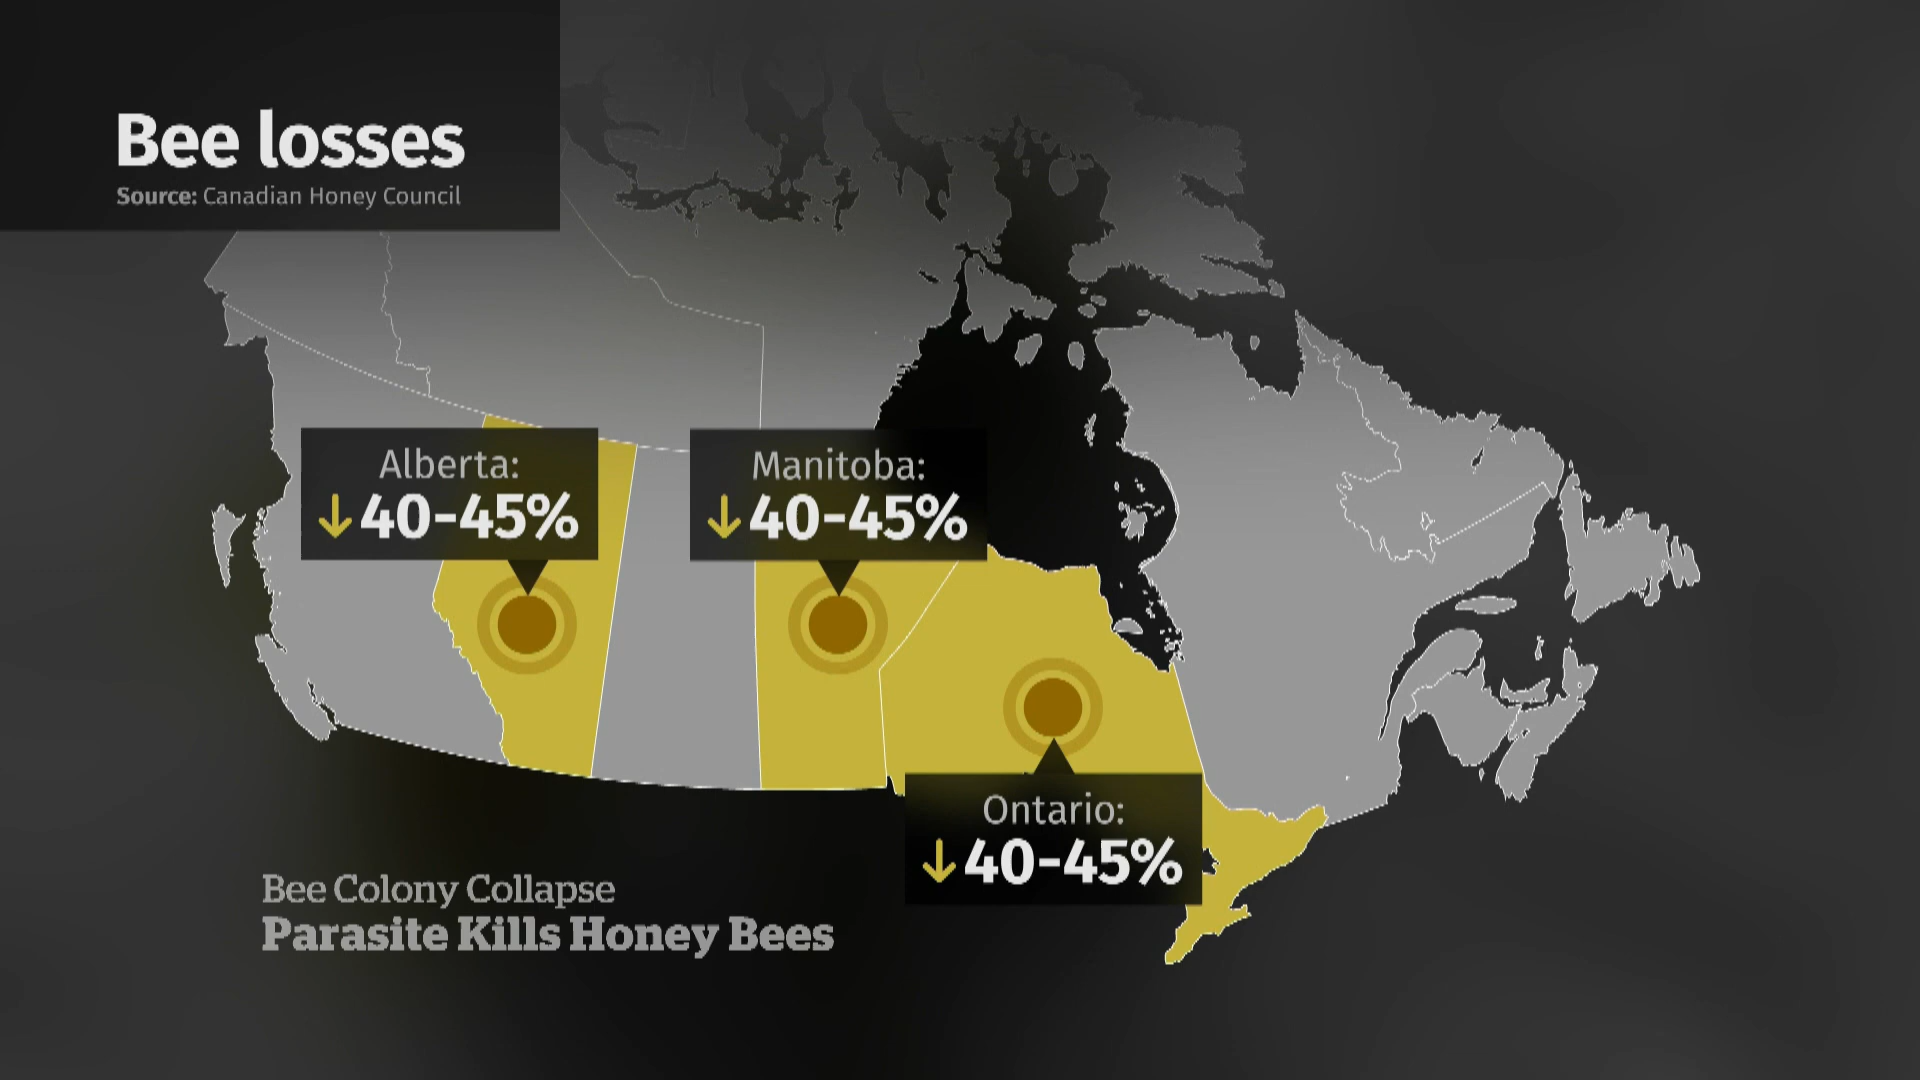 Bee losses
Source: Canadian Honey Council
Alberta:
↓40-45%
Manitoba:
↓40-45%
Ontario:
↓40-45%
Bee Colony Collapse
Parasite Kills Honey Bees